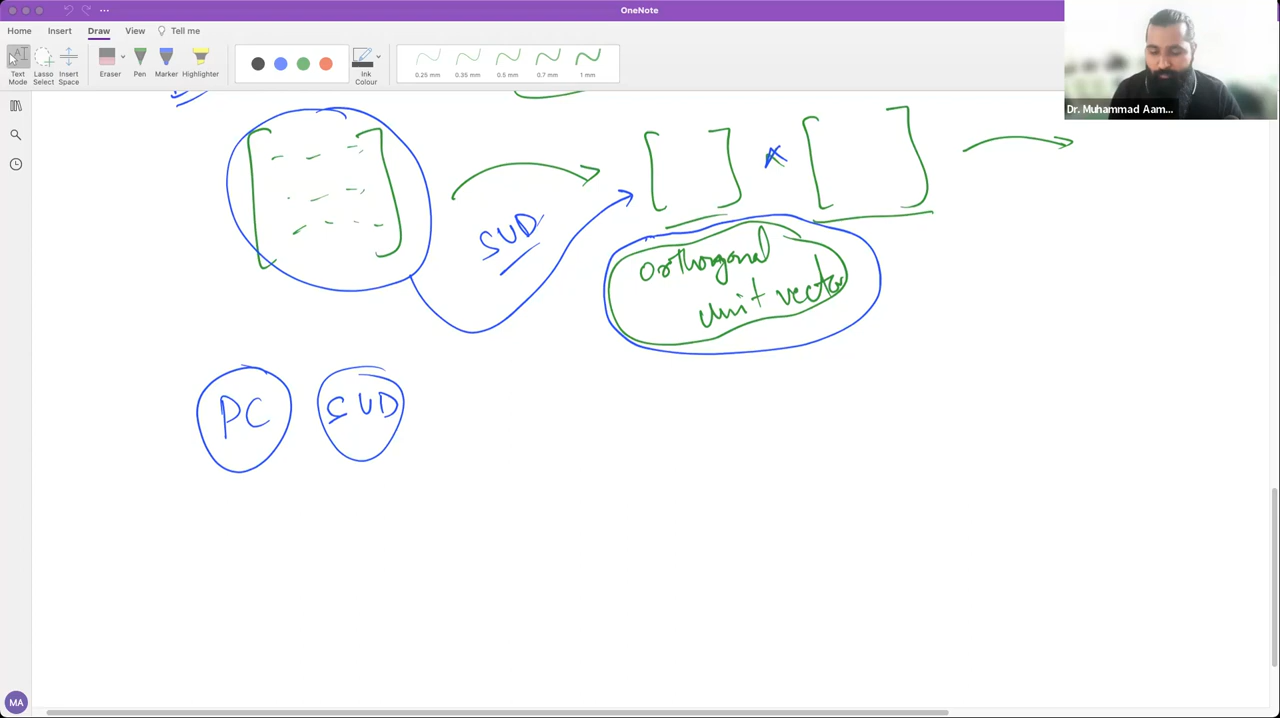 OneNote
Home Insert Draw View Tell me
Text Mode
Lasso Select
Insert Space
Eraser
Pen
Marker
Highlighter
Ink Colour
0.25 mm 0.35 mm 0.5 mm 0.7 mm 1 mm
Dr. Muhammad Aam...
SVD
orthogonal
unit vector
PC SVD
MA